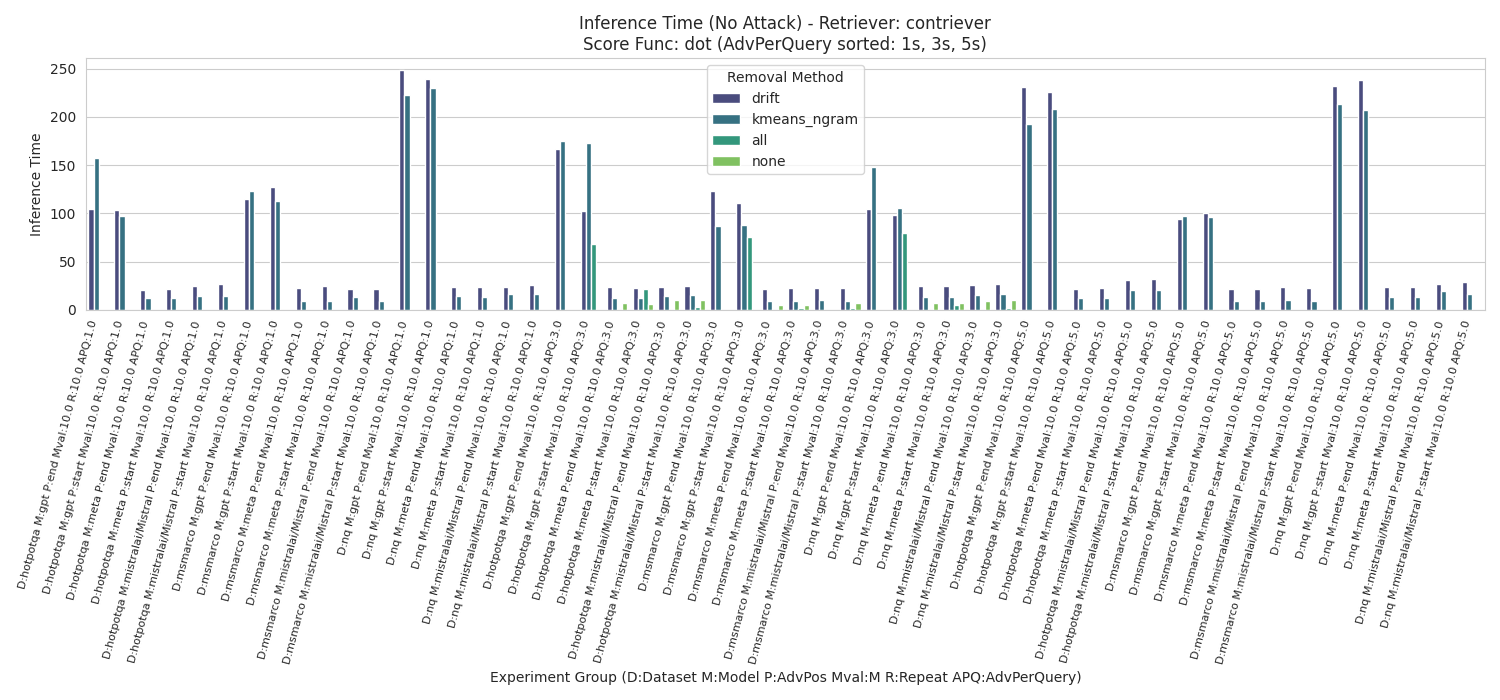 Inference Time (No Attack) - Retriever: contriever
Score Func: dot (AdvPerQuery sorted: 1s, 3s, 5s)
Removal Method
drift
kmeans_ngram
all
none
Inference Time
250
200
150
100
50
0
D:hotpotqa M:gpt P:end Mval:10.0 R:10.0 APQ:1.0
D:hotpotqa M:gpt P:start Mval:10.0 R:10.0 APQ:1.0
D:hotpotqa M:meta P:end Mval:10.0 R:10.0 APQ:1.0
D:hotpotqa M:meta P:start Mval:10.0 R:10.0 APQ:1.0
D:hotpotqa M:mistralai/Mistral P:end Mval:10.0 R:10.0 APQ:1.0
D:hotpotqa M:mistralai/Mistral P:start Mval:10.0 R:10.0 APQ:1.0
D:msmarco M:gpt P:end Mval:10.0 R:10.0 APQ:1.0
D:msmarco M:gpt P:start Mval:10.0 R:10.0 APQ:1.0
D:msmarco M:meta P:end Mval:10.0 R:10.0 APQ:1.0
D:msmarco M:meta P:start Mval:10.0 R:10.0 APQ:1.0
D:msmarco M:mistralai/Mistral P:end Mval:10.0 R:10.0 APQ:1.0
D:msmarco M:mistralai/Mistral P:start Mval:10.0 R:10.0 APQ:1.0
D:nq M:gpt P:end Mval:10.0 R:10.0 APQ:1.0
D:nq M:gpt P:start Mval:10.0 R:10.0 APQ:1.0
D:nq M:meta P:end Mval:10.0 R:10.0 APQ:1.0
D:nq M:meta P:start Mval:10.0 R:10.0 APQ:1.0
D:nq M:mistralai/Mistral P:end Mval:10.0 R:10.0 APQ:1.0
D:nq M:mistralai/Mistral P:start Mval:10.0 R:10.0 APQ:1.0
D:hotpotqa M:gpt P:end Mval:10.0 R:10.0 APQ:3.0
D:hotpotqa M:gpt P:start Mval:10.0 R:10.0 APQ:3.0
D:hotpotqa M:meta P:end Mval:10.0 R:10.0 APQ:3.0
D:hotpotqa M:meta P:start Mval:10.0 R:10.0 APQ:3.0
D:hotpotqa M:mistralai/Mistral P:end Mval:10.0 R:10.0 APQ:3.0
D:hotpotqa M:mistralai/Mistral P:start Mval:10.0 R:10.0 APQ:3.0
D:msmarco M:gpt P:end Mval:10.0 R:10.0 APQ:3.0
D:msmarco M:gpt P:start Mval:10.0 R:10.0 APQ:3.0
D:msmarco M:meta P:end Mval:10.0 R:10.0 APQ:3.0
D:msmarco M:meta P:start Mval:10.0 R:10.0 APQ:3.0
D:msmarco M:mistralai/Mistral P:end Mval:10.0 R:10.0 APQ:3.0
D:msmarco M:mistralai/Mistral P:start Mval:10.0 R:10.0 APQ:3.0
D:nq M:gpt P:end Mval:10.0 R:10.0 APQ:3.0
D:nq M:gpt P:start Mval:10.0 R:10.0 APQ:3.0
D:nq M:meta P:end Mval:10.0 R:10.0 APQ:3.0
D:nq M:meta P:start Mval:10.0 R:10.0 APQ:3.0
D:nq M:mistralai/Mistral P:end Mval:10.0 R:10.0 APQ:3.0
D:nq M:mistralai/Mistral P:start Mval:10.0 R:10.0 APQ:3.0
D:hotpotqa M:gpt P:end Mval:10.0 R:10.0 APQ:5.0
D:hotpotqa M:gpt P:start Mval:10.0 R:10.0 APQ:5.0
D:hotpotqa M:meta P:end Mval:10.0 R:10.0 APQ:5.0
D:hotpotqa M:meta P:start Mval:10.0 R:10.0 APQ:5.0
D:hotpotqa M:mistralai/Mistral P:end Mval:10.0 R:10.0 APQ:5.0
D:hotpotqa M:mistralai/Mistral P:start Mval:10.0 R:10.0 APQ:5.0
D:msmarco M:gpt P:end Mval:10.0 R:10.0 APQ:5.0
D:msmarco M:gpt P:start Mval:10.0 R:10.0 APQ:5.0
D:msmarco M:meta P:end Mval:10.0 R:10.0 APQ:5.0
D:msmarco M:meta P:start Mval:10.0 R:10.0 APQ:5.0
D:msmarco M:mistralai/Mistral P:end Mval:10.0 R:10.0 APQ:5.0
D:msmarco M:mistralai/Mistral P:start Mval:10.0 R:10.0 APQ:5.0
D:nq M:gpt P:end Mval:10.0 R:10.0 APQ:5.0
D:nq M:gpt P:start Mval:10.0 R:10.0 APQ:5.0
D:nq M:meta P:end Mval:10.0 R:10.0 APQ:5.0
D:nq M:meta P:start Mval:10.0 R:10.0 APQ:5.0
D:nq M:mistralai/Mistral P:end Mval:10.0 R:10.0 APQ:5.0
D:nq M:mistralai/Mistral P:start Mval:10.0 R:10.0 APQ:5.0
Experiment Group (D:Dataset M:Model P:AdvPos Mval:M R:Repeat APQ:AdvPerQuery)